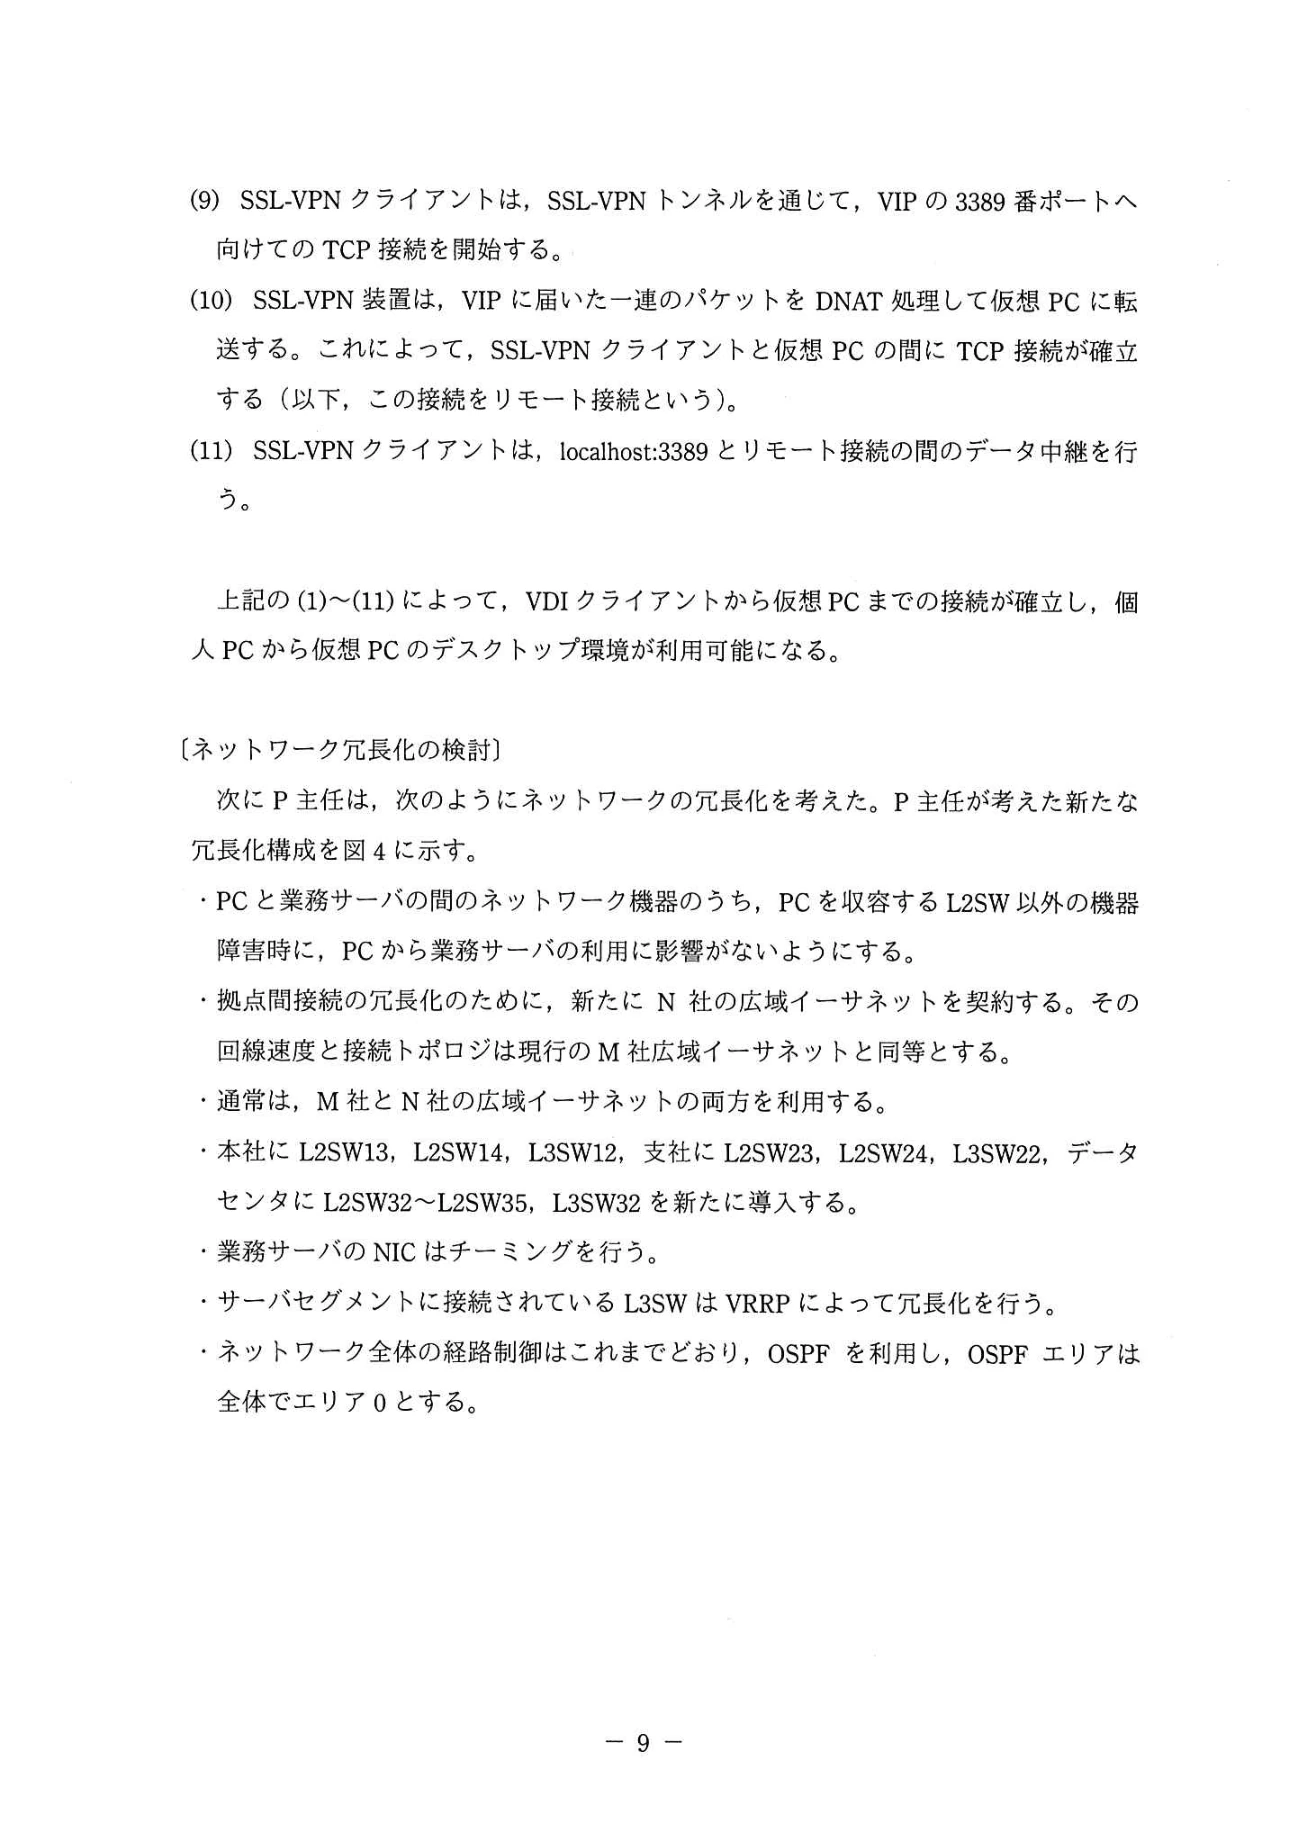 (9) SSL-VPN クライアントは，SSL-VPN トンネルを通じて，VIP の 3389 番ポートへ
向けての TCP 接続を開始する。
(10) SSL-VPN 装置は，VIP に届いた一連のパケットを DNAT 処理して仮想 PC に転
送する。これによって，SSL-VPN クライアントと仮想 PC の間に TCP 接続が確立
する（以下，この接続をリモート接続という）。
(11) SSL-VPN クライアントは，localhost:3389 とリモート接続の間のデータ中継を行
う。
上記の (1)～(11) によって，VDI クライアントから仮想 PC までの接続が確立し，個
人 PC から仮想 PC のデスクトップ環境が利用可能になる。
〔ネットワーク冗長化の検討〕
次に P 主任は，次のようにネットワークの冗長化を考えた。P 主任が考えた新たな
冗長化構成を図 4 に示す。
・PC と業務サーバの間のネットワーク機器のうち，PC を収容する L2SW 以外の機器
障害時に，PC から業務サーバの利用に影響がないようにする。
・拠点間接続の冗長化のために，新たに N 社の広域イーサネットを契約する。その
回線速度と接続トポロジは現行の M 社広域イーサネットと同等とする。
・通常は，M 社と N 社の広域イーサネットの両方を利用する。
・本社に L2SW13，L2SW14，L3SW12，支社に L2SW23，L2SW24，L3SW22，データ
センタに L2SW32～L2SW35，L3SW32 を新たに導入する。
・業務サーバの NIC はチーミングを行う。
・サーバセグメントに接続されている L3SW は VRRP によって冗長化を行う。
・ネットワーク全体の経路制御はこれまでどおり，OSPF を利用し，OSPF エリアは
全体でエリア 0 とする。
－ 9 －